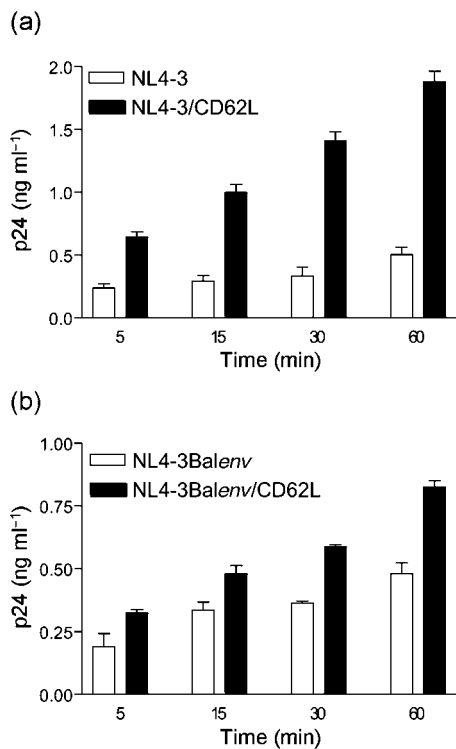 (a)
2.0
NL4-3
NL4-3/CD62L
1.5
1.0
0.5
0.0
p24 (ng ml⁻¹)
5 15 30 60
Time (min)
(b)
1.00
NL4-3Balenv
NL4-3Balenv/CD62L
0.75
0.50
0.25
0.00
p24 (ng ml⁻¹)
5 15 30 60
Time (min)